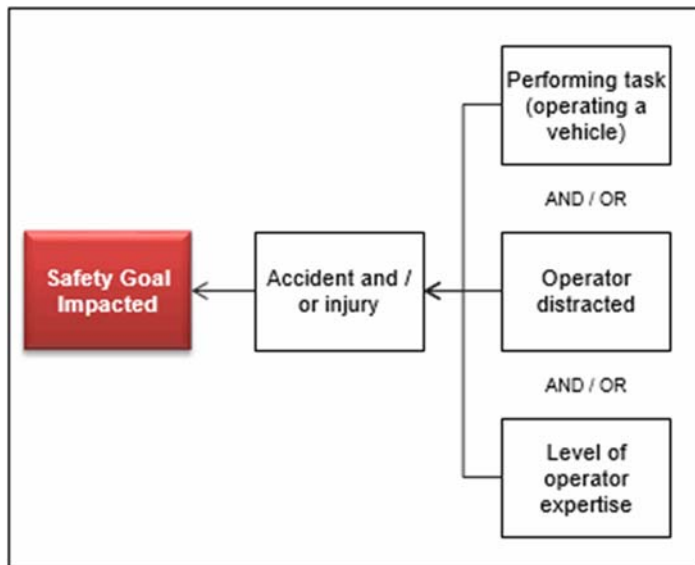 Performing task
(operating a
vehicle)
AND / OR
Safety Goal
Impacted
Accident and /
or injury
Operator
distracted
AND / OR
Level of
operator
expertise